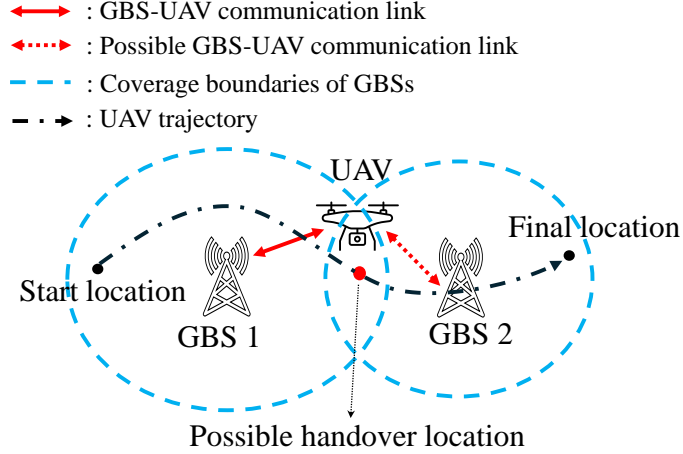 : GBS-UAV communication link
: Possible GBS-UAV communication link
: Coverage boundaries of GBSs
: UAV trajectory
UAV
Final location
Start location
GBS 1
GBS 2
Possible handover location